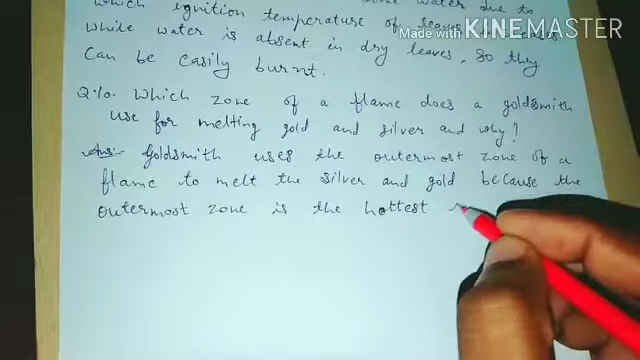 which ignition temperature of leaves
while water is absent in dry leaves, so they
Can be easily burnt.
Q10. Which zone of a flame does a goldsmith
use for melting gold and silver and why?
Ans:- Goldsmith uses the outermost zone of a
flame to melt the silver and gold because the
outermost zone is the hottest
Made with KINEMASTER